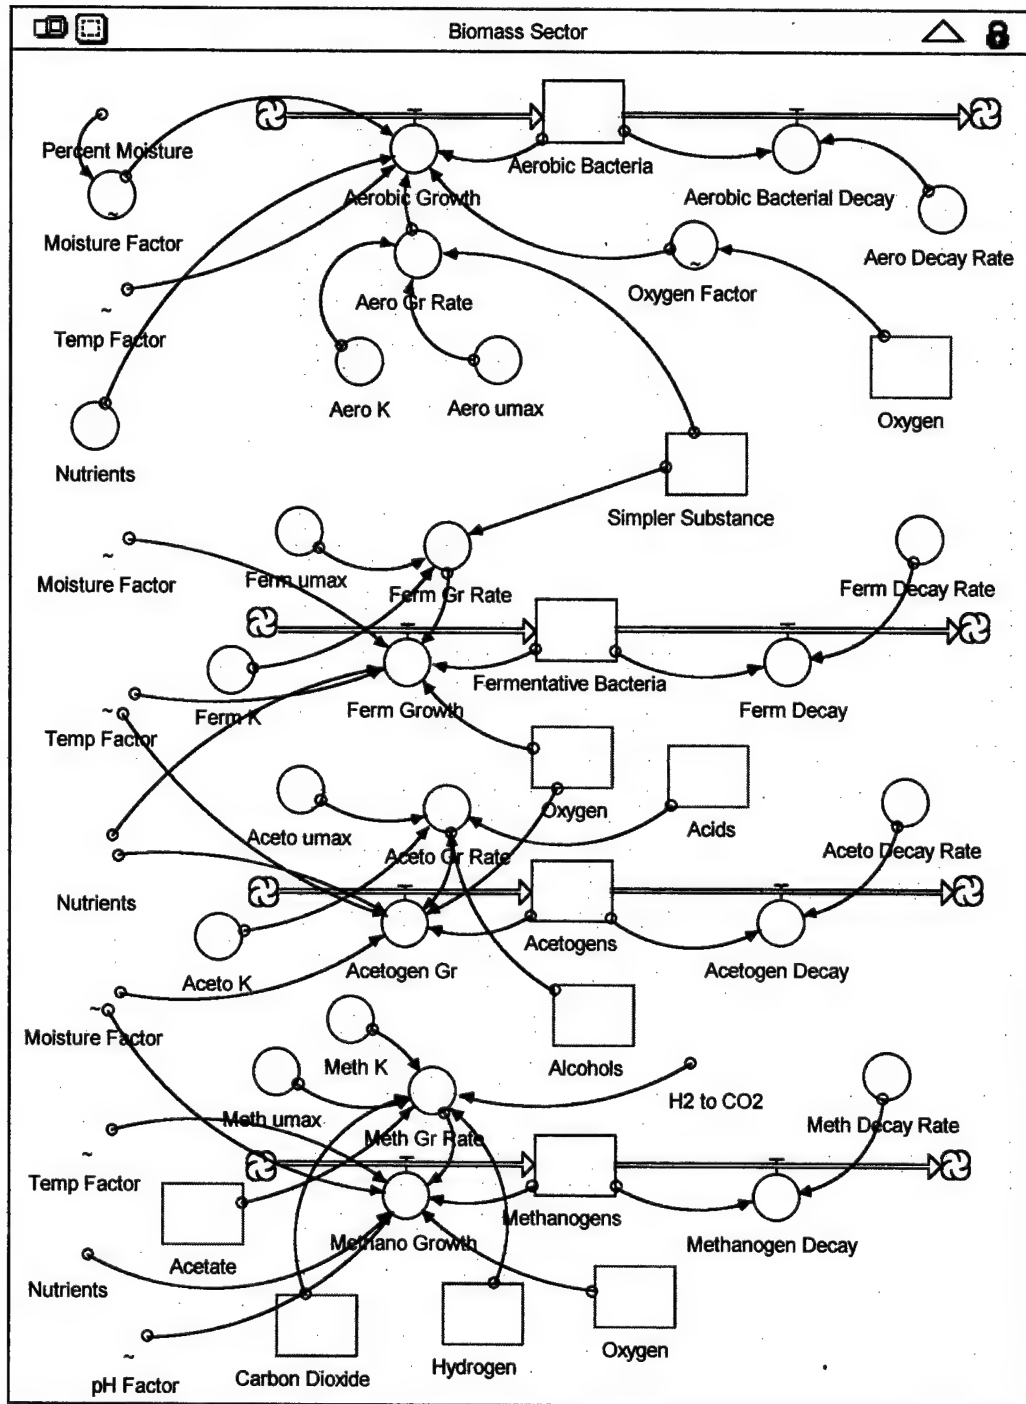 Biomass Sector
Percent Moisture
Aerobic Bacteria
Aerobic Growth
Aerobic Bacterial Decay
~
Moisture Factor
Aero Decay Rate
~
Oxygen Factor
Aero Gr Rate
~
Temp Factor
Aero K
Aero umax
Oxygen
Nutrients
Simpler Substance
~
Moisture Factor
Ferm umax
Ferm Gr Rate
Ferm Decay Rate
Fermentative Bacteria
Ferm K
Ferm Growth
Ferm Decay
~
Temp Factor
Oxygen
Acids
Aceto umax
Aceto Gr Rate
Aceto Decay Rate
Nutrients
Acetogens
Aceto K
Acetogen Gr
Acetogen Decay
~
Moisture Factor
Meth K
Alcohols
H2 to CO2
Meth umax
Meth Gr Rate
Meth Decay Rate
~
Temp Factor
Methanogens
Acetate
Methano Growth
Methanogen Decay
Nutrients
Oxygen
Hydrogen
Carbon Dioxide
~
pH Factor